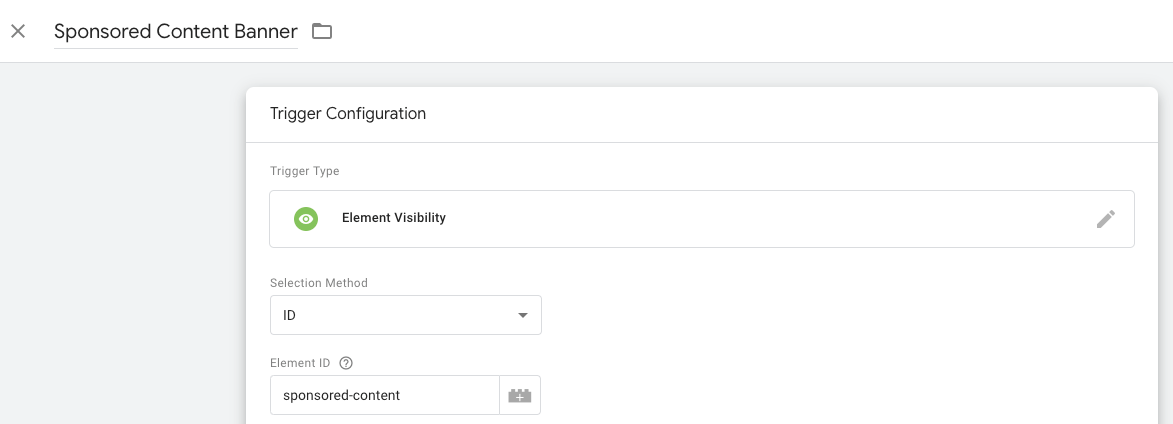 Sponsored Content Banner
Trigger Configuration
Trigger Type
Element Visibility
Selection Method
ID
Element ID
sponsored-content